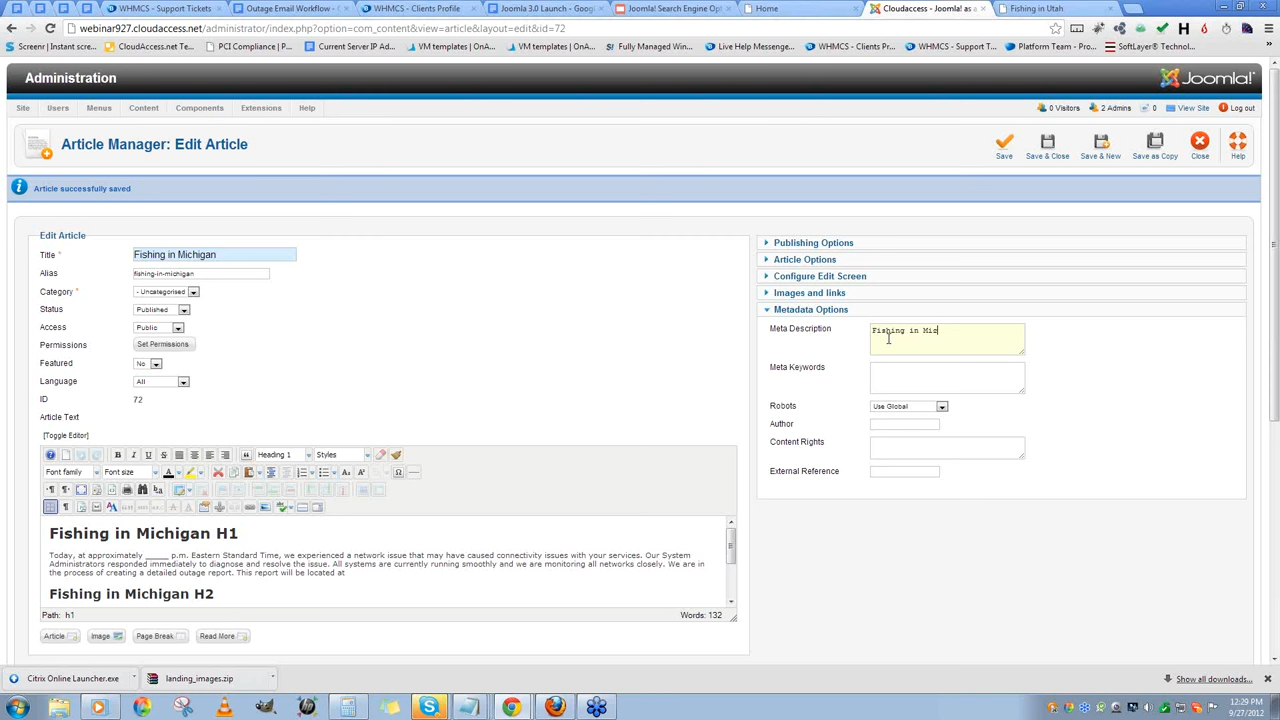 WHMCS - Support Tickets
Outage Email Workflow -
WHMCS - Clients Profile
Joomla 3.0 Launch - Goog
Joomla! Search Engine Op
Home
Cloudaccess - Joomla! as a
Fishing in Utah
webinar927.cloudaccess.net/administrator/index.php?option=com_content&view=article&layout=edit&id=72
Screenr | Instant scree...
CloudAccess.net Tick...
PCI Compliance | Pr...
Current Server IP Ad...
VM templates | OnA...
VM templates | OnA...
Fully Managed Win...
Live Help Messenge...
WHMCS - Clients Pr...
WHMCS - Support T...
Platform Team - Pro...
SoftLayer® Technol...
Administration
Joomla!
Site Users Menus Content Components Extensions Help
0 Visitors 2 Admins 0 View Site Log out
Article Manager: Edit Article
Save Save & Close Save & New Save as Copy Close Help
Article successfully saved
Edit Article
Title * Fishing in Michigan
Alias fishing-in-michigan
Category * - Uncategorised
Status Published
Access Public
Permissions Set Permissions
Featured No
Language All
ID 72
Article Text
[Toggle Editor]
Heading 1 Styles
Font family Font size
Fishing in Michigan H1
Today, at approximately _____ p.m. Eastern Standard Time, we experienced a network issue that may have caused connectivity issues with your services. Our System
Administrators responded immediately to diagnose and resolve the issue. All systems are currently running smoothly and we are monitoring all networks closely. We are in
the process of creating a detailed outage report. This report will be located at
Fishing in Michigan H2
Path: h1 Words: 132
Article Image Page Break Read More
Publishing Options
Article Options
Configure Edit Screen
Images and links
Metadata Options
Meta Description Fishing in Mic
Meta Keywords
Robots Use Global
Author
Content Rights
External Reference
Citrix Online Launcher.exe
landing_images.zip
Show all downloads...
12:29 PM
9/27/2012